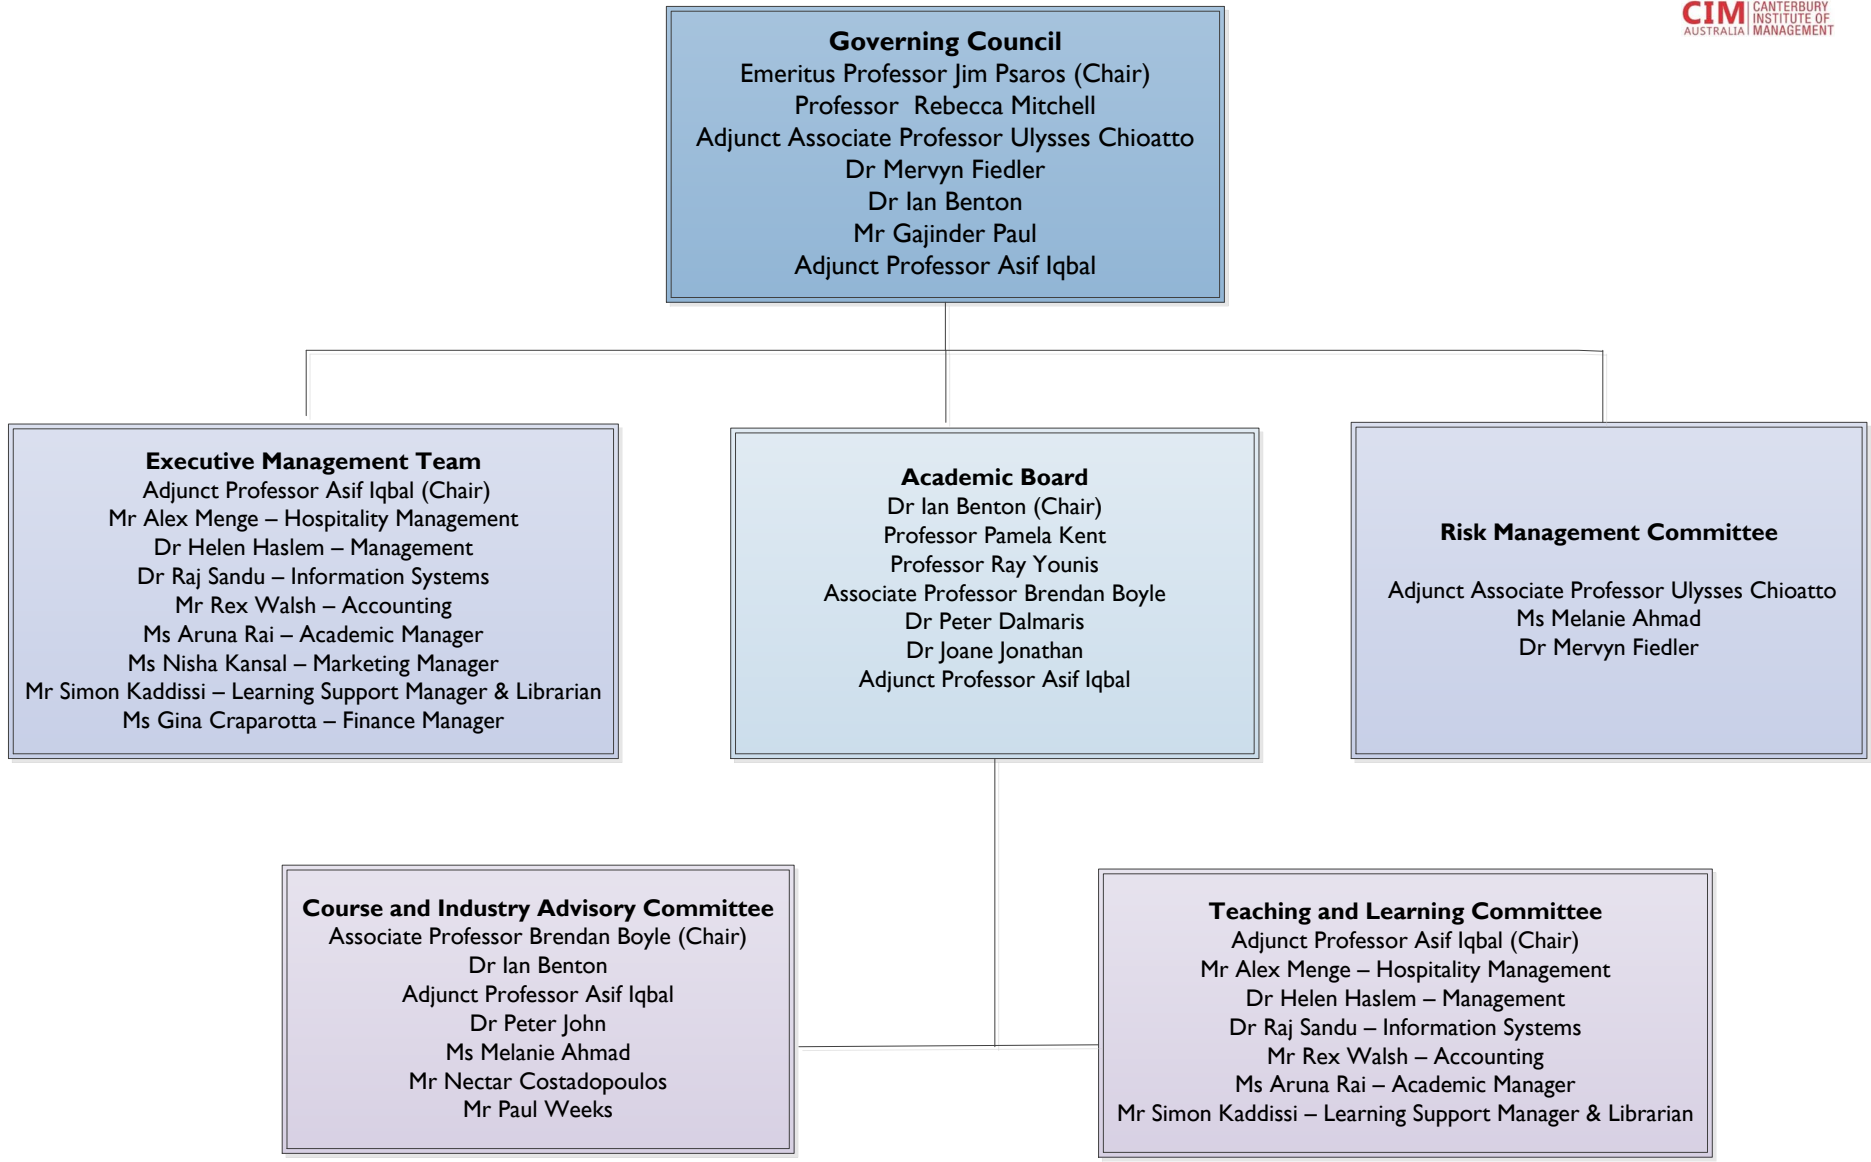 CIM CANTERBURY
INSTITUTE OF
AUSTRALIA MANAGEMENT
Governing Council
Emeritus Professor Jim Psaros (Chair)
Professor Rebecca Mitchell
Adjunct Associate Professor Ulysses Chioatto
Dr Mervyn Fiedler
Dr Ian Benton
Mr Gajinder Paul
Adjunct Professor Asif Iqbal
Executive Management Team
Adjunct Professor Asif Iqbal (Chair)
Mr Alex Menge – Hospitality Management
Dr Helen Haslem – Management
Dr Raj Sandu – Information Systems
Mr Rex Walsh – Accounting
Ms Aruna Rai – Academic Manager
Ms Nisha Kansal – Marketing Manager
Mr Simon Kaddissi – Learning Support Manager & Librarian
Ms Gina Craparotta – Finance Manager
Academic Board
Dr Ian Benton (Chair)
Professor Pamela Kent
Professor Ray Younis
Associate Professor Brendan Boyle
Dr Peter Dalmaris
Dr Joane Jonathan
Adjunct Professor Asif Iqbal
Risk Management Committee
Adjunct Associate Professor Ulysses Chioatto
Ms Melanie Ahmad
Dr Mervyn Fiedler
Course and Industry Advisory Committee
Associate Professor Brendan Boyle (Chair)
Dr Ian Benton
Adjunct Professor Asif Iqbal
Dr Peter John
Ms Melanie Ahmad
Mr Nectar Costadopoulos
Mr Paul Weeks
Teaching and Learning Committee
Adjunct Professor Asif Iqbal (Chair)
Mr Alex Menge – Hospitality Management
Dr Helen Haslem – Management
Dr Raj Sandu – Information Systems
Mr Rex Walsh – Accounting
Ms Aruna Rai – Academic Manager
Mr Simon Kaddissi – Learning Support Manager & Librarian